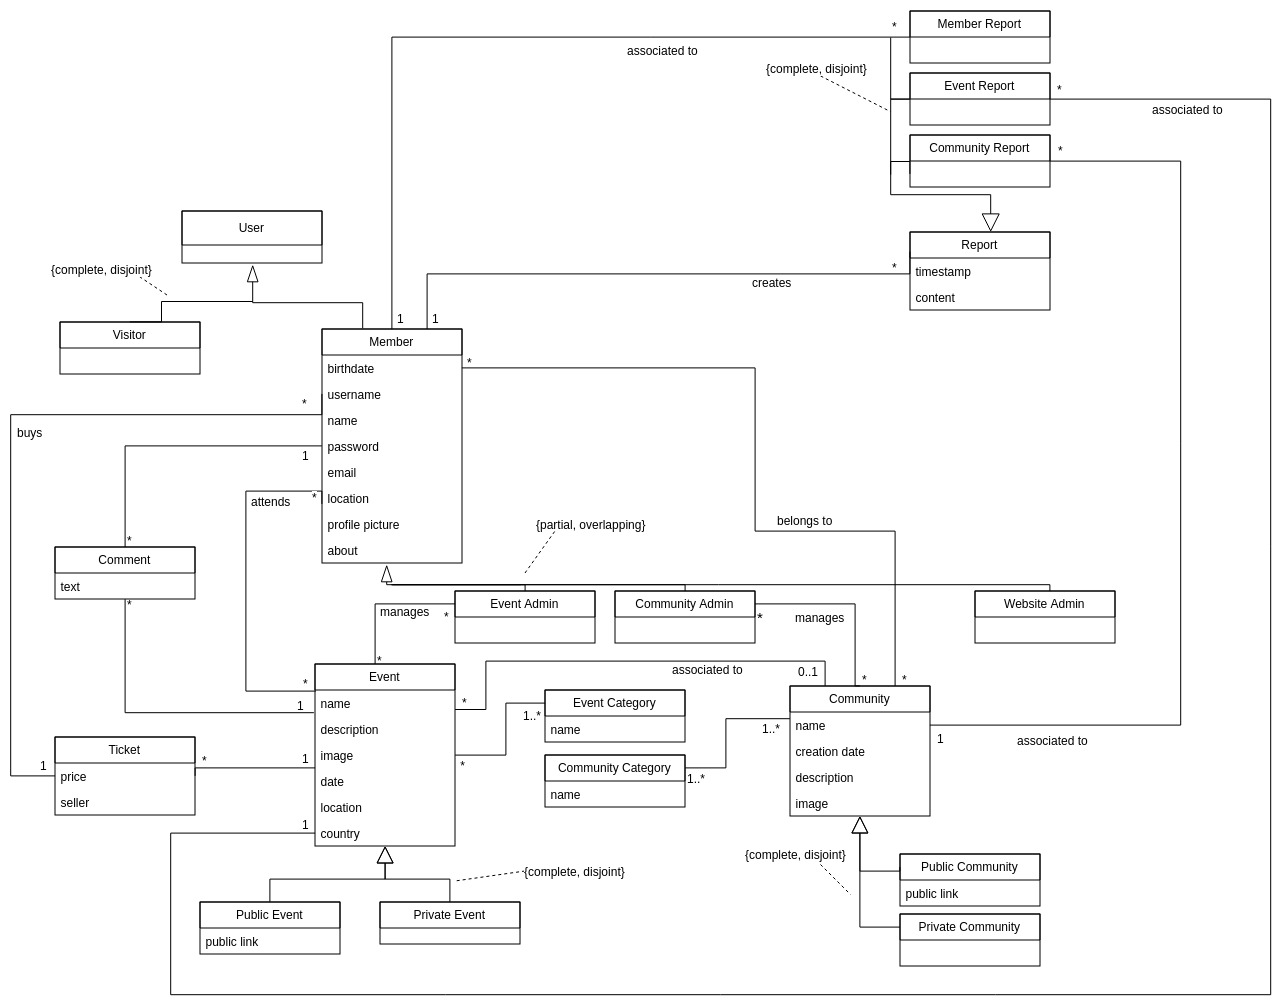 Member Report
*
associated to
{complete, disjoint}
Event Report
*
associated to
Community Report
*
User
Report
timestamp
content
{complete, disjoint}
*
creates
Visitor
1
1
Member
birthdate
username
name
password
email
location
profile picture
about
*
*
buys
1
attends
*
belongs to
{partial, overlapping}
*
Comment
text
*
Event Admin
Community Admin
Website Admin
manages
*
*
manages
*
Event
name
description
image
date
location
country
*
1
associated to
0..1
*
*
*
Event Category
name
1..*
*
Community
name
creation date
description
image
1..*
1
associated to
Community Category
name
1..*
Ticket
price
seller
1
*
1
1
{complete, disjoint}
Public Event
public link
Private Event
{complete, disjoint}
Public Community
public link
Private Community